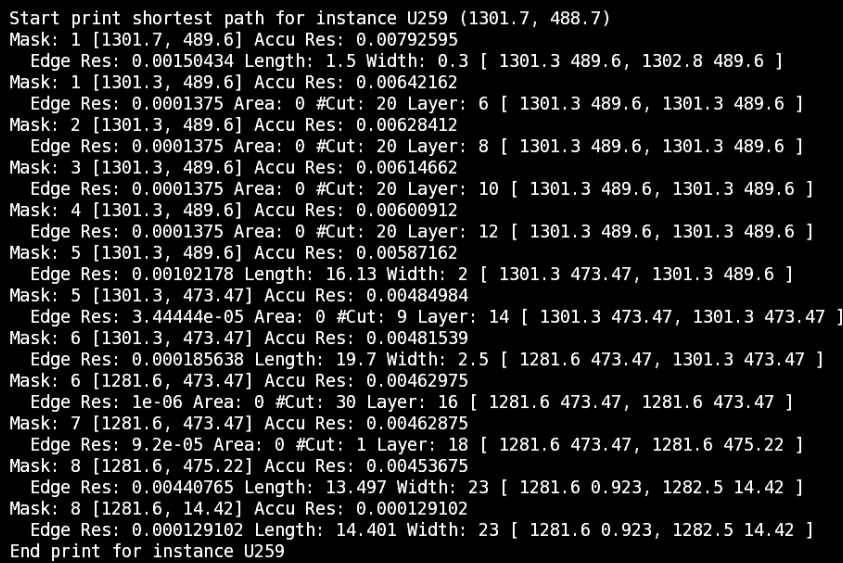 Start print shortest path for instance U259 (1301.7, 488.7)
Mask: 1 [1301.7, 489.6] Accu Res: 0.00792595
Edge Res: 0.00150434 Length: 1.5 Width: 0.3 [ 1301.3 489.6, 1302.8 489.6 ]
Mask: 1 [1301.3, 489.6] Accu Res: 0.00642162
Edge Res: 0.0001375 Area: 0 #Cut: 20 Layer: 6 [ 1301.3 489.6, 1301.3 489.6 ]
Mask: 2 [1301.3, 489.6] Accu Res: 0.00628412
Edge Res: 0.0001375 Area: 0 #Cut: 20 Layer: 8 [ 1301.3 489.6, 1301.3 489.6 ]
Mask: 3 [1301.3, 489.6] Accu Res: 0.00614662
Edge Res: 0.0001375 Area: 0 #Cut: 20 Layer: 10 [ 1301.3 489.6, 1301.3 489.6 ]
Mask: 4 [1301.3, 489.6] Accu Res: 0.00600912
Edge Res: 0.0001375 Area: 0 #Cut: 20 Layer: 12 [ 1301.3 489.6, 1301.3 489.6 ]
Mask: 5 [1301.3, 489.6] Accu Res: 0.00587162
Edge Res: 0.00102178 Length: 16.13 Width: 2 [ 1301.3 473.47, 1301.3 489.6 ]
Mask: 5 [1301.3, 473.47] Accu Res: 0.00484984
Edge Res: 3.44444e-05 Area: 0 #Cut: 9 Layer: 14 [ 1301.3 473.47, 1301.3 473.47 ]
Mask: 6 [1301.3, 473.47] Accu Res: 0.00481539
Edge Res: 0.000185638 Length: 19.7 Width: 2.5 [ 1281.6 473.47, 1301.3 473.47 ]
Mask: 6 [1281.6, 473.47] Accu Res: 0.00462975
Edge Res: 1e-06 Area: 0 #Cut: 30 Layer: 16 [ 1281.6 473.47, 1281.6 473.47 ]
Mask: 7 [1281.6, 473.47] Accu Res: 0.00462875
Edge Res: 9.2e-05 Area: 0 #Cut: 1 Layer: 18 [ 1281.6 473.47, 1281.6 475.22 ]
Mask: 8 [1281.6, 475.22] Accu Res: 0.00453675
Edge Res: 0.00440765 Length: 13.497 Width: 23 [ 1281.6 0.923, 1282.5 14.42 ]
Mask: 8 [1281.6, 14.42] Accu Res: 0.000129102
Edge Res: 0.000129102 Length: 14.401 Width: 23 [ 1281.6 0.923, 1282.5 14.42 ]
End print for instance U259